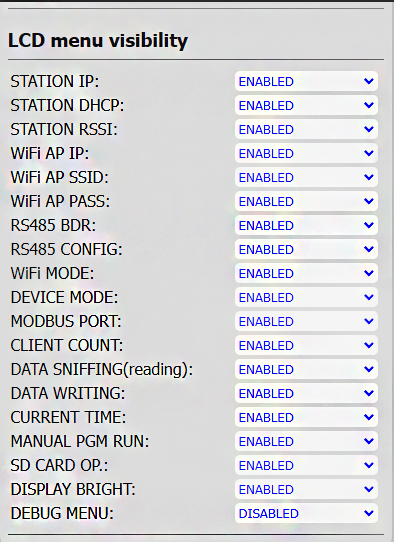 LCD menu visibility
STATION IP: ENABLED
STATION DHCP: ENABLED
STATION RSSI: ENABLED
WiFi AP IP: ENABLED
WiFi AP SSID: ENABLED
WiFi AP PASS: ENABLED
RS485 BDR: ENABLED
RS485 CONFIG: ENABLED
WiFi MODE: ENABLED
DEVICE MODE: ENABLED
MODBUS PORT: ENABLED
CLIENT COUNT: ENABLED
DATA SNIFFING(reading): ENABLED
DATA WRITING: ENABLED
CURRENT TIME: ENABLED
MANUAL PGM RUN: ENABLED
SD CARD OP.: ENABLED
DISPLAY BRIGHT: ENABLED
DEBUG MENU: DISABLED